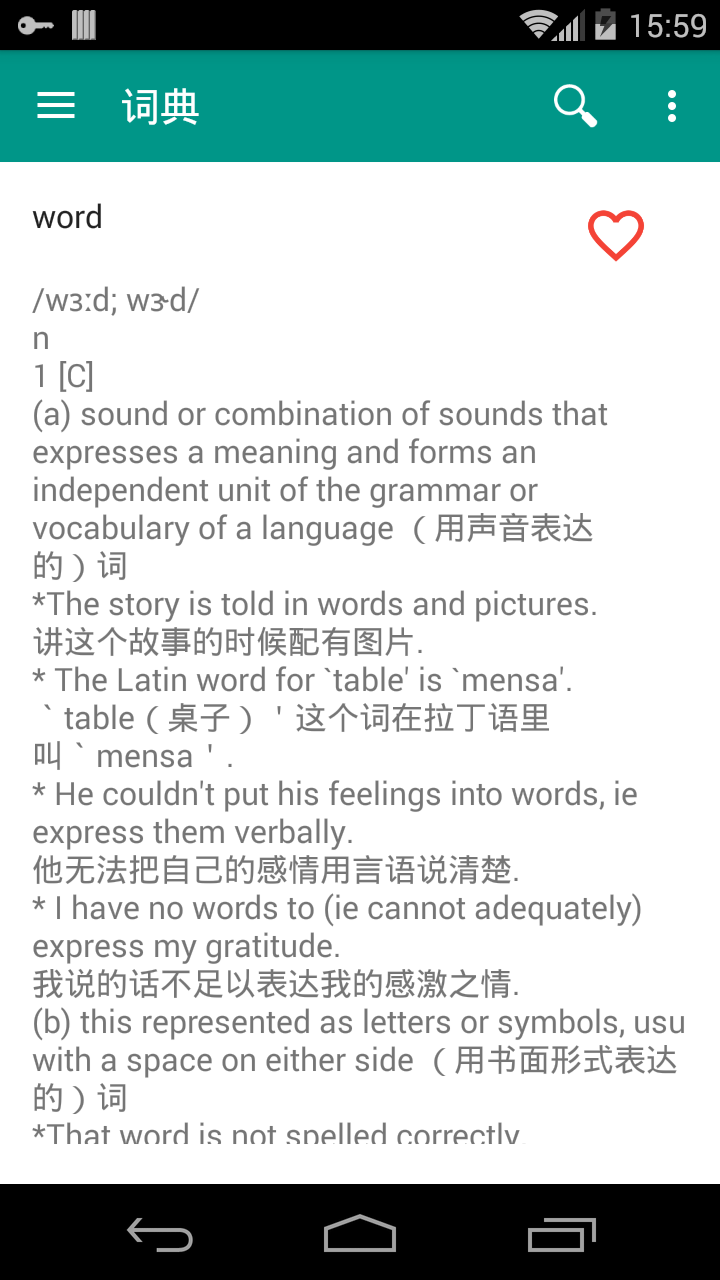 15:59
词典
word
/wɜːd; wɝd/
n
1 [C]
(a) sound or combination of sounds that
expresses a meaning and forms an
independent unit of the grammar or
vocabulary of a language （用声音表达
的）词
*The story is told in words and pictures.
讲这个故事的时候配有图片.
* The Latin word for `table' is `mensa'.
｀table（桌子）＇这个词在拉丁语里
叫｀mensa＇.
* He couldn't put his feelings into words, ie
express them verbally.
他无法把自己的感情用言语说清楚.
* I have no words to (ie cannot adequately)
express my gratitude.
我说的话不足以表达我的感激之情.
(b) this represented as letters or symbols, usu
with a space on either side （用书面形式表达
的）词
*That word is not spelled correctly.